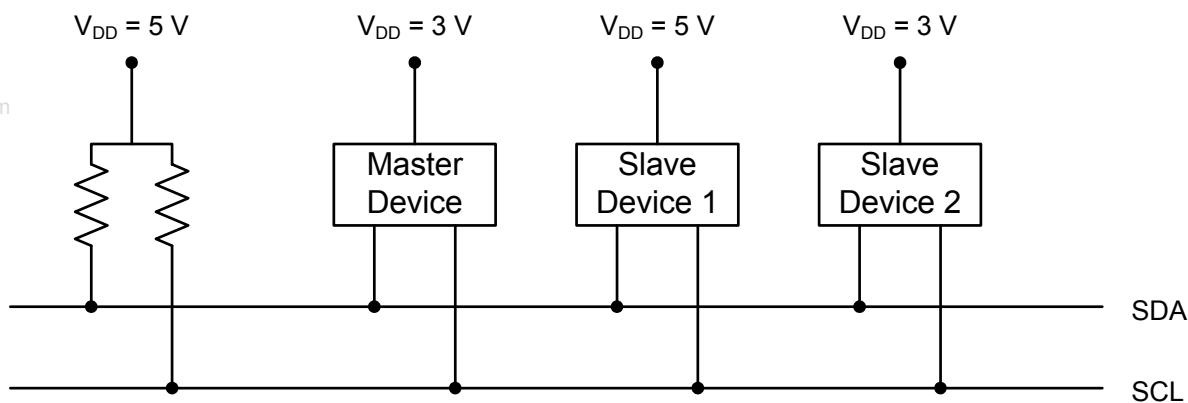 V_DD = 5 V
V_DD = 3 V
V_DD = 5 V
V_DD = 3 V
m
Master
Device
Slave
Device 1
Slave
Device 2
SDA
SCL